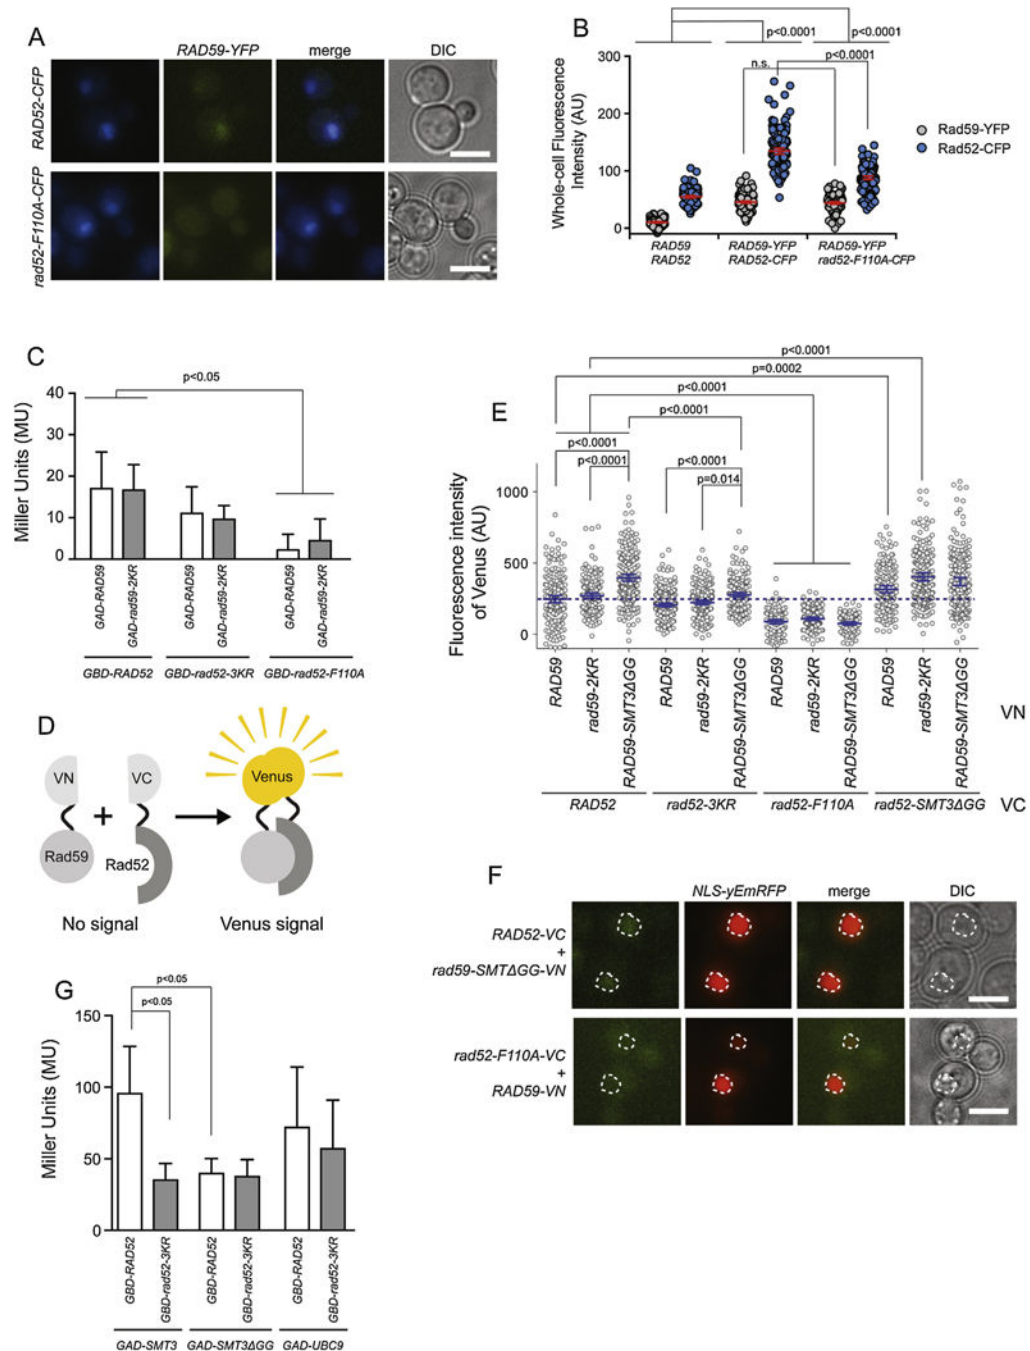 A
RAD59-YFP
merge
DIC
RAD52-CFP
rad52-F110A-CFP
B
p<0.0001
p<0.0001
n.s.
p<0.0001
Whole-cell Fluorescence
Intensity (AU)
300
200
100
0
Rad59-YFP
Rad52-CFP
RAD59
RAD52
RAD59-YFP
RAD52-CFP
RAD59-YFP
rad52-F110A-CFP
C
p<0.05
Miller Units (MU)
40
30
20
10
0
GAD-RAD59
GAD-rad59-2KR
GAD-RAD59
GAD-rad59-2KR
GAD-RAD59
GAD-rad59-2KR
GBD-RAD52
GBD-rad52-3KR
GBD-rad52-F110A
D
VN
VC
Venus
+
Rad59
Rad52
No signal
Venus signal
E
p<0.0001
p=0.0002
p<0.0001
p<0.0001
p<0.0001
p<0.0001
p<0.0001
p=0.014
Fluorescence intensity
of Venus (AU)
1000
500
0
RAD59
rad59-2KR
RAD59-SMT3ΔGG
RAD59
rad59-2KR
RAD59-SMT3ΔGG
RAD59
rad59-2KR
RAD59-SMT3ΔGG
RAD59
rad59-2KR
RAD59-SMT3ΔGG
VN
RAD52
rad52-3KR
rad52-F110A
rad52-SMT3ΔGG
VC
F
NLS-yEmRFP
merge
DIC
RAD52-VC
+
rad59-SMTΔGG-VN
rad52-F110A-VC
+
RAD59-VN
G
p<0.05
p<0.05
Miller Units (MU)
150
100
50
0
GBD-RAD52
GBD-rad52-3KR
GBD-RAD52
GBD-rad52-3KR
GBD-RAD52
GBD-rad52-3KR
GAD-SMT3
GAD-SMT3ΔGG
GAD-UBC9